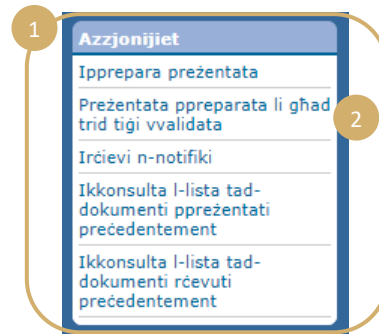 1
Azzjonijiet
Ipprepara preżentata
Preżentata ppreparata li għad
trid tiġi vvalidata
2
Irċievi n-notifiki
Ikkonsulta l-lista tad-
dokumenti ppreżentati
preċedentement
Ikkonsulta l-lista tad-
dokumenti rċevuti
preċedentement